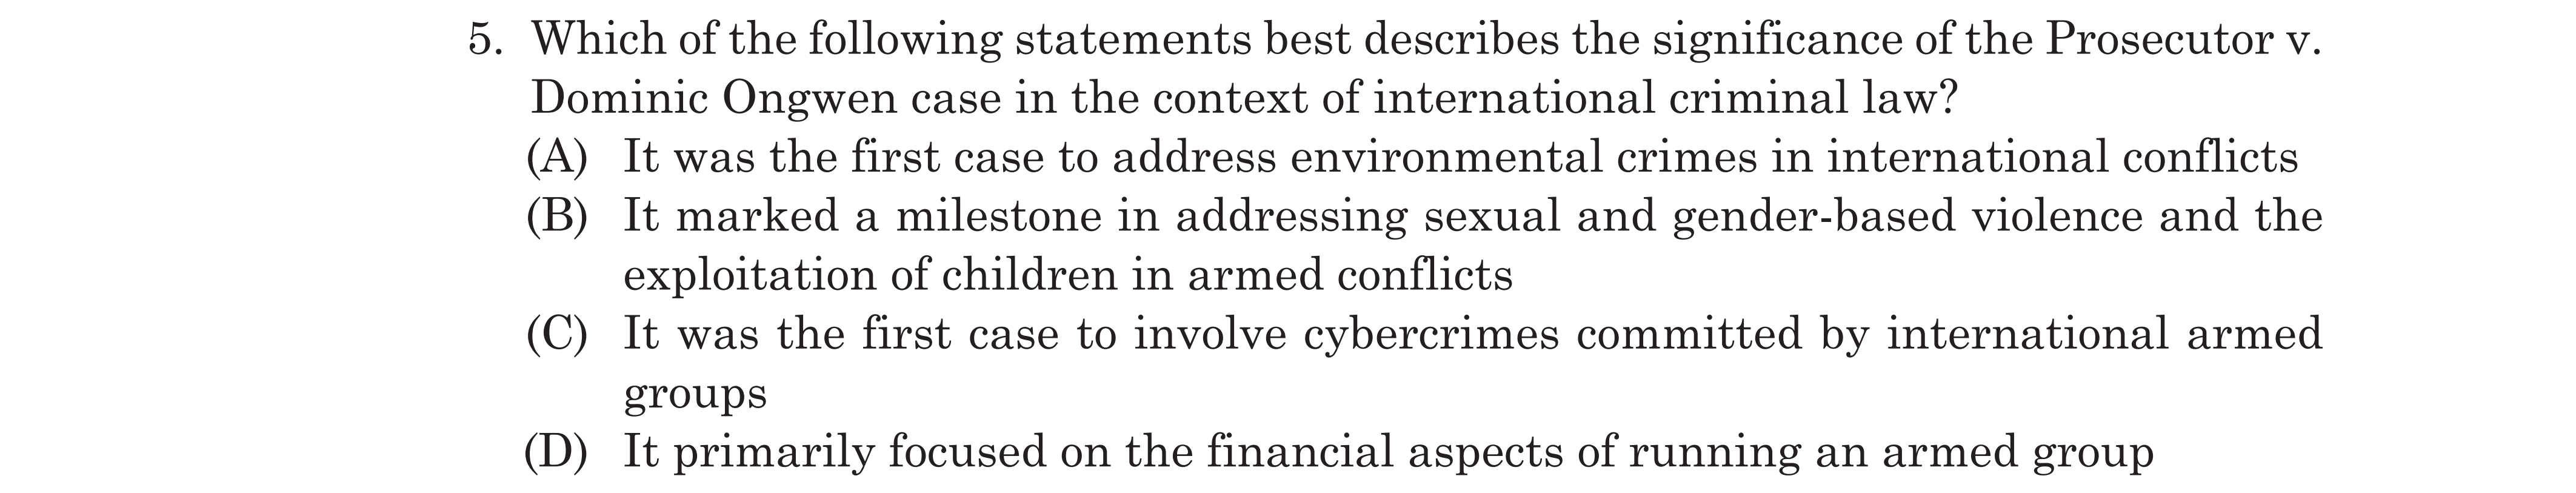 5. Which of the following statements best describes the significance of the Prosecutor v.
Dominic Ongwen case in the context of international criminal law?
(A) It was the first case to address environmental crimes in international conflicts
(B) It marked a milestone in addressing sexual and gender-based violence and the
exploitation of children in armed conflicts
(C) It was the first case to involve cybercrimes committed by international armed
groups
(D) It primarily focused on the financial aspects of running an armed group